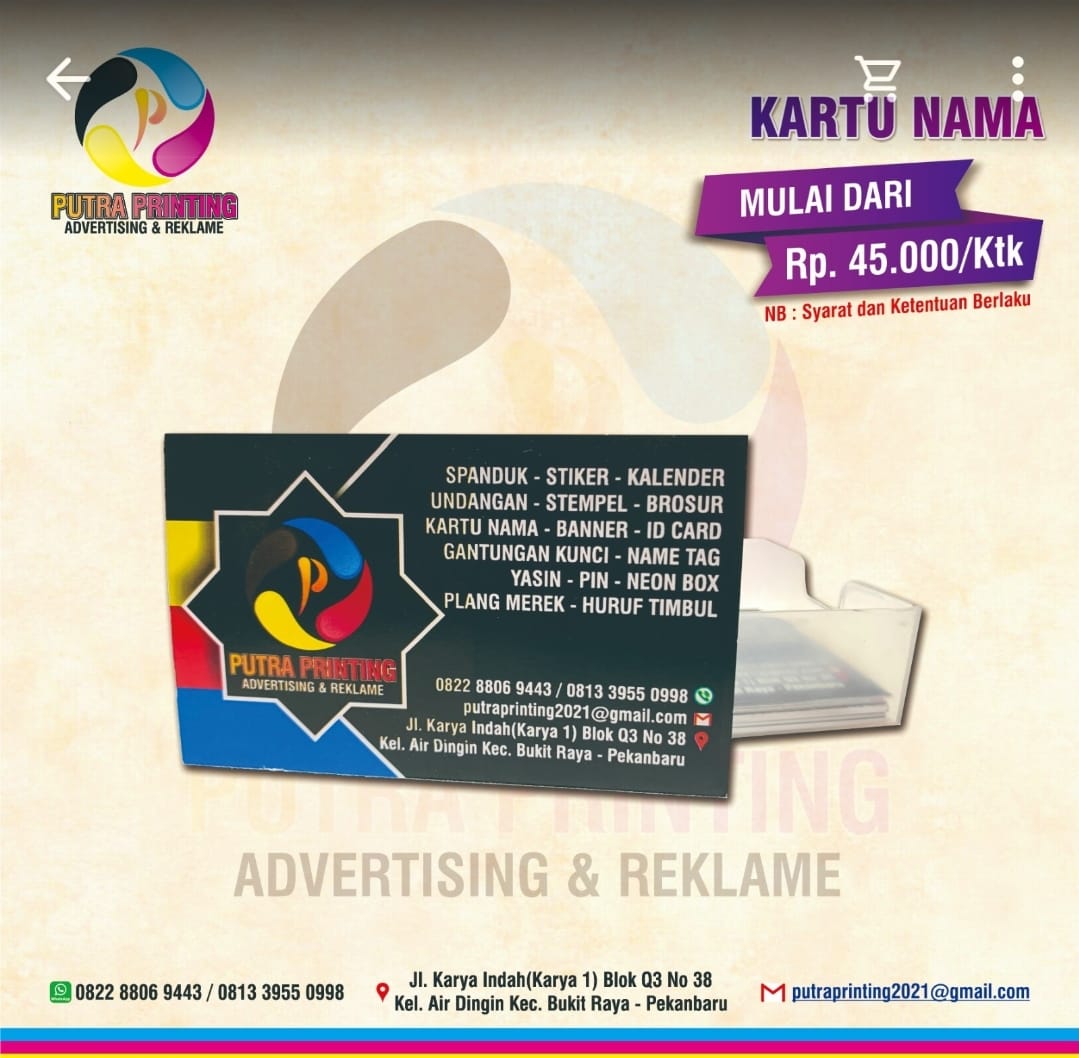 P
PUTRA PRINTING
ADVERTISING & REKLAME
KARTU NAMA
MULAI DARI
Rp. 45.000/Ktk
NB : Syarat dan Ketentuan Berlaku
SPANDUK - STIKER - KALENDER
UNDANGAN - STEMPEL - BROSUR
KARTU NAMA - BANNER - ID CARD
GANTUNGAN KUNCI - NAME TAG
YASIN - PIN - NEON BOX
PLANG MEREK - HURUF TIMBUL
P
PUTRA PRINTING
ADVERTISING & REKLAME
0822 8806 9443 / 0813 3955 0998
putraprinting2021@gmail.com
Jl. Karya Indah(Karya 1) Blok Q3 No 38
Kel. Air Dingin Kec. Bukit Raya - Pekanbaru
PUTRA PRINTING
ADVERTISING & REKLAME
0822 8806 9443 / 0813 3955 0998
Jl. Karya Indah(Karya 1) Blok Q3 No 38
Kel. Air Dingin Kec. Bukit Raya - Pekanbaru
putraprinting2021@gmail.com